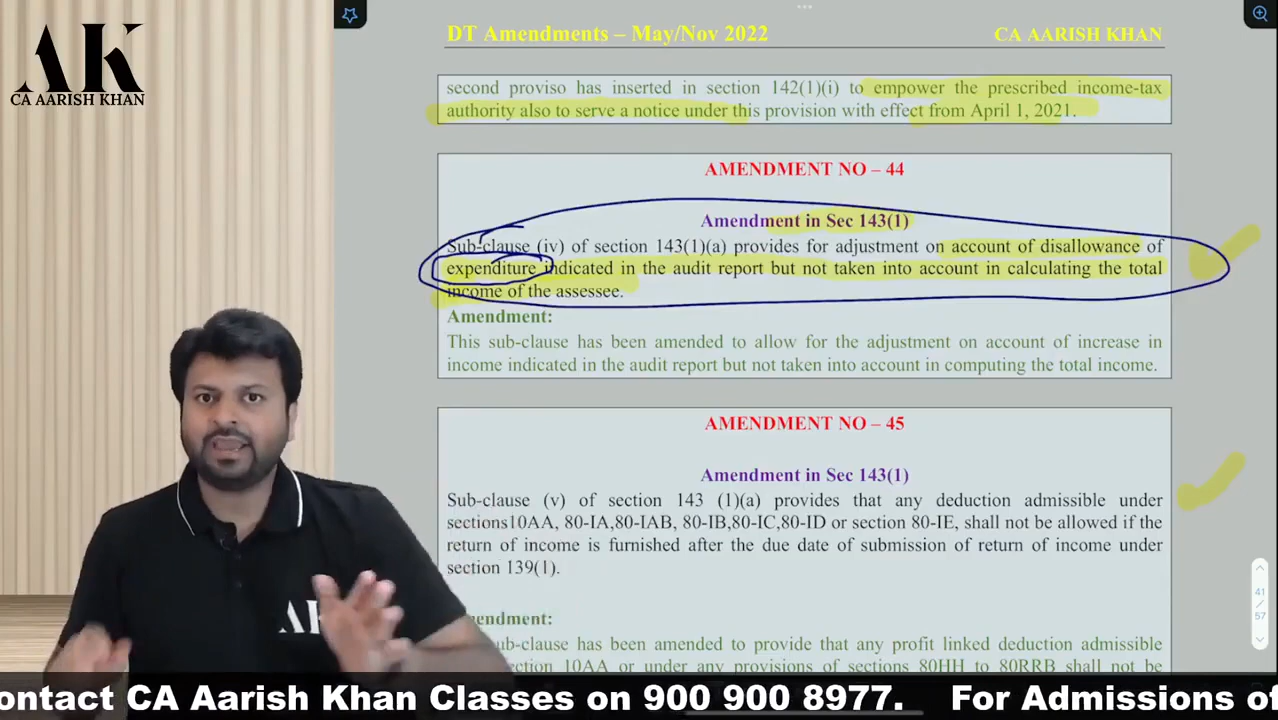 AK
CA AARISH KHAN
DT Amendments – May/Nov 2022
CA AARISH KHAN
second proviso has inserted in section 142(1)(i) to empower the prescribed income-tax
authority also to serve a notice under this provision with effect from April 1, 2021.
AMENDMENT NO – 44
Amendment in Sec 143(1)
Sub-clause (iv) of section 143(1)(a) provides for adjustment on account of disallowance of
expenditure indicated in the audit report but not taken into account in calculating the total
income of the assessee.
Amendment:
This sub-clause has been amended to allow for the adjustment on account of increase in
income indicated in the audit report but not taken into account in computing the total income.
AMENDMENT NO – 45
Amendment in Sec 143(1)
Sub-clause (v) of section 143 (1)(a) provides that any deduction admissible under
sections10AA, 80-IA,80-IAB, 80-IB,80-IC,80-ID or section 80-IE, shall not be allowed if the
return of income is furnished after the due date of submission of return of income under
section 139(1).
endment:
ub-clause has been amended to provide that any profit linked deduction admissible
ection 10AA or under any provisions of sections 80HH to 80RRB shall not be
41
/
57
AK
ontact CA Aarish Khan Classes on 900 900 8977. For Admissions of